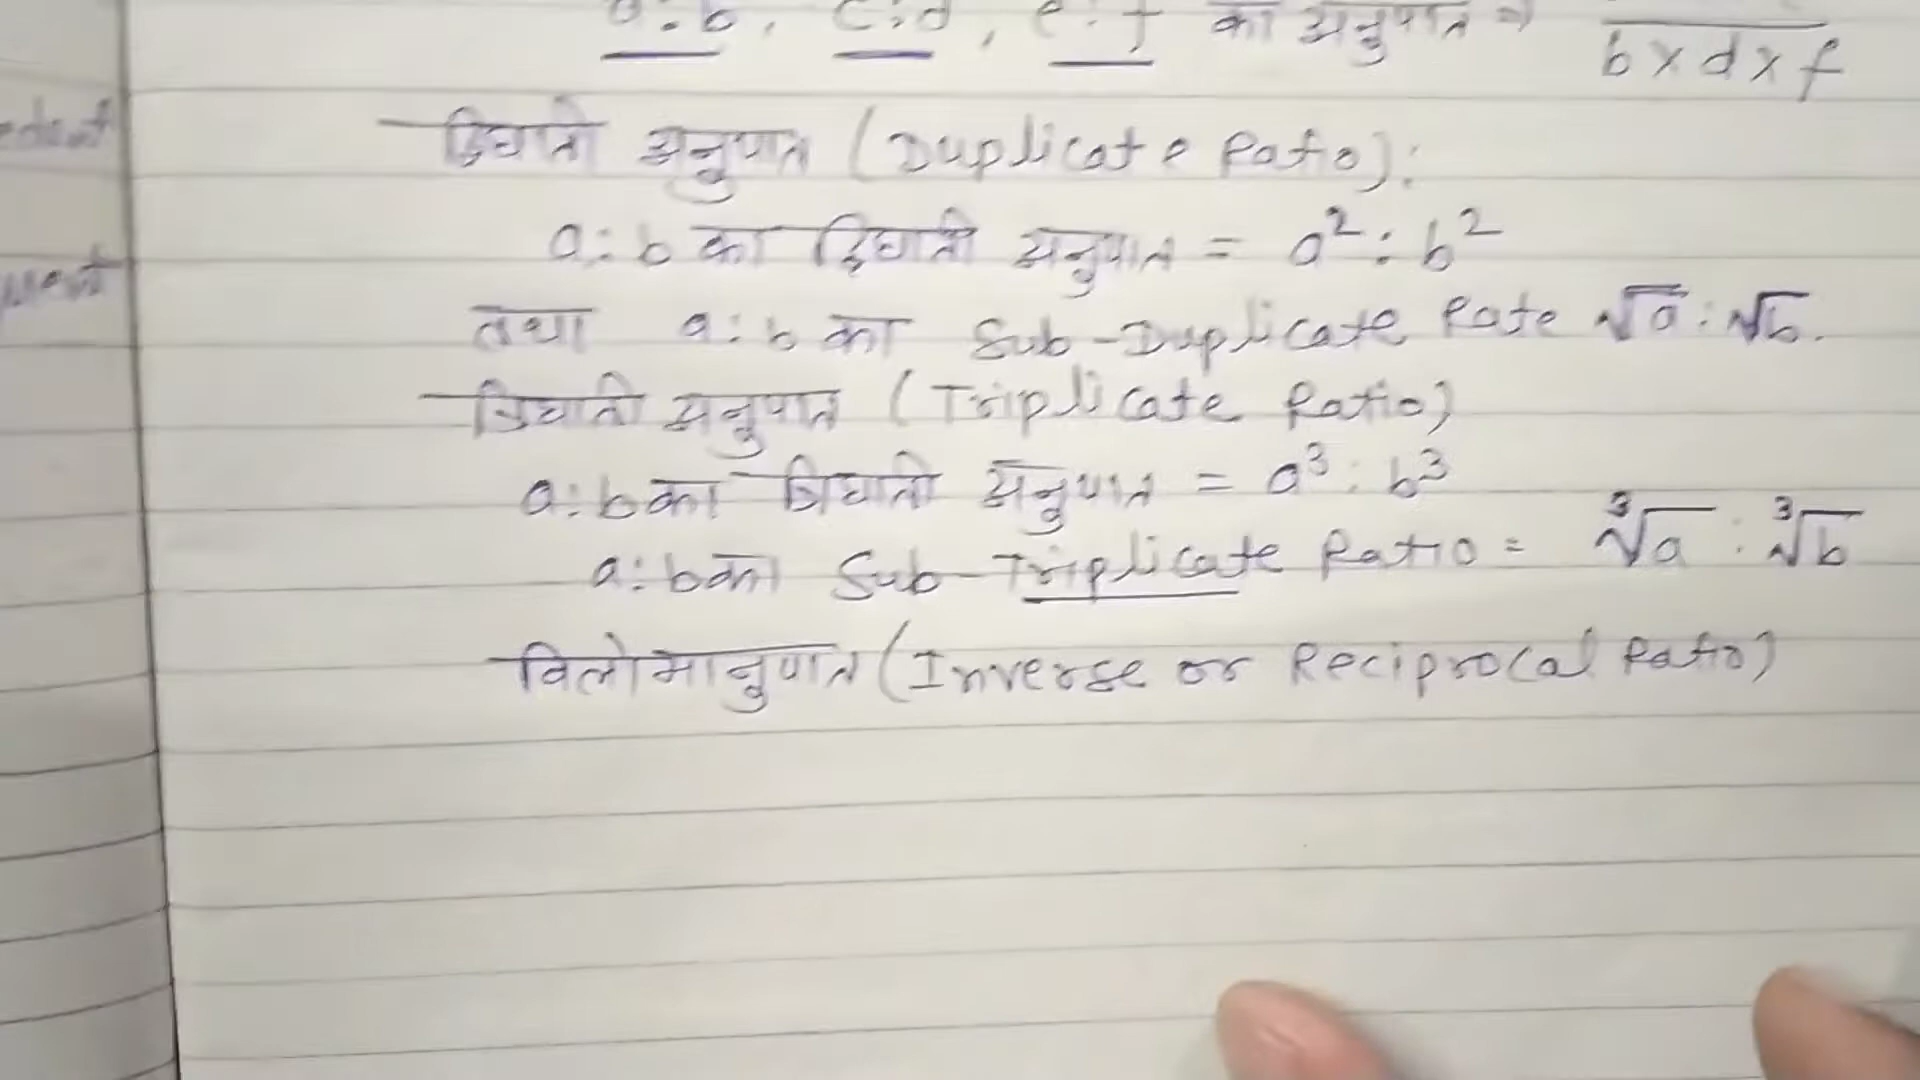 a:b, c:d, e:f का अनुपात ⇒ b×d×f
द्विघाती अनुपात (Duplicate Ratio):
a:b का द्विघाती अनुपात = a²:b²
तथा a:b का Sub-Duplicate Rate √a:√b.
त्रिघाती अनुपात (Triplicate Ratio)
a:b का त्रिघाती अनुपात = a³:b³
a:b का Sub-Triplicate Ratio = ∛a : ∛b
विलोमानुपात (Inverse or Reciprocal Ratio)